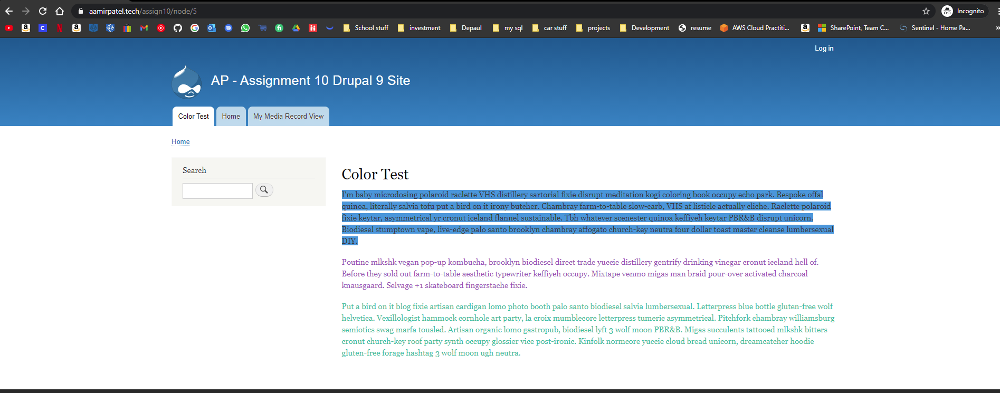 aamirpatel.tech/assign10/node/5
Incognito
School stuff
investment
Depaul
my sql
car stuff
projects
Development
resume
AWS Cloud Practiti...
SharePoint, Team C...
Sentinel - Home Pa...
Log in
AP - Assignment 10 Drupal 9 Site
Color Test
Home
My Media Record View
Home
Search
Color Test
I'm baby microdosing polaroid raclette VHS distillery sartorial fixie disrupt meditation kogi coloring book occupy echo park. Bespoke offal
quinoa, literally salvia tofu put a bird on it irony butcher. Chambray farm-to-table slow-carb, VHS af listicle actually cliche. Raclette polaroid
fixie keytar, asymmetrical yr cronut iceland flannel sustainable. Tbh whatever scenester quinoa keffiyeh keytar PBR&B disrupt unicorn.
Biodiesel stumptown vape, live-edge palo santo brooklyn chambray affogato church-key neutra four dollar toast master cleanse lumbersexual
DIY.
Poutine mlkshk vegan pop-up kombucha, brooklyn biodiesel direct trade yuccie distillery gentrify drinking vinegar cronut iceland hell of.
Before they sold out farm-to-table aesthetic typewriter keffiyeh occupy. Mixtape venmo migas man braid pour-over activated charcoal
knausgaard. Selvage +1 skateboard fingerstache fixie.
Put a bird on it blog fixie artisan cardigan lomo photo booth palo santo biodiesel salvia lumbersexual. Letterpress blue bottle gluten-free wolf
helvetica. Vexillologist hammock cornhole art party, la croix mumblecore letterpress tumeric asymmetrical. Pitchfork chambray williamsburg
semiotics swag marfa tousled. Artisan organic lomo gastropub, biodiesel lyft 3 wolf moon PBR&B. Migas succulents tattooed mlkshk bitters
cronut church-key roof party synth occupy glossier vice post-ironic. Kinfolk normcore yuccie cloud bread unicorn, dreamcatcher hoodie
gluten-free forage hashtag 3 wolf moon ugh neutra.